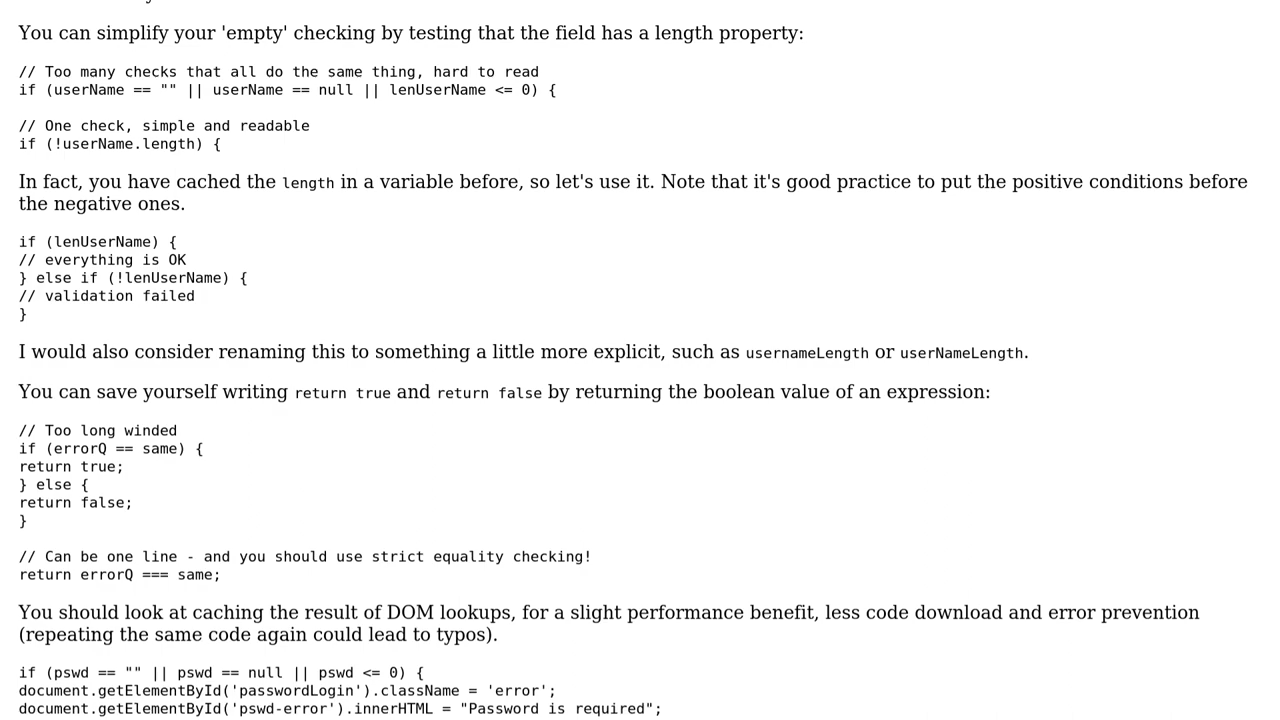 You can simplify your 'empty' checking by testing that the field has a length property:
// Too many checks that all do the same thing, hard to read
if (userName == "" || userName == null || lenUserName <= 0) {
// One check, simple and readable
if (!userName.length) {
In fact, you have cached the length in a variable before, so let's use it. Note that it's good practice to put the positive conditions before
the negative ones.
if (lenUserName) {
// everything is OK
} else if (!lenUserName) {
// validation failed
}
I would also consider renaming this to something a little more explicit, such as usernameLength or userNameLength.
You can save yourself writing return true and return false by returning the boolean value of an expression:
// Too long winded
if (errorQ == same) {
return true;
} else {
return false;
}
// Can be one line - and you should use strict equality checking!
return errorQ === same;
You should look at caching the result of DOM lookups, for a slight performance benefit, less code download and error prevention
(repeating the same code again could lead to typos).
if (pswd == "" || pswd == null || pswd <= 0) {
document.getElementById('passwordLogin').className = 'error';
document.getElementById('pswd-error').innerHTML = "Password is required";